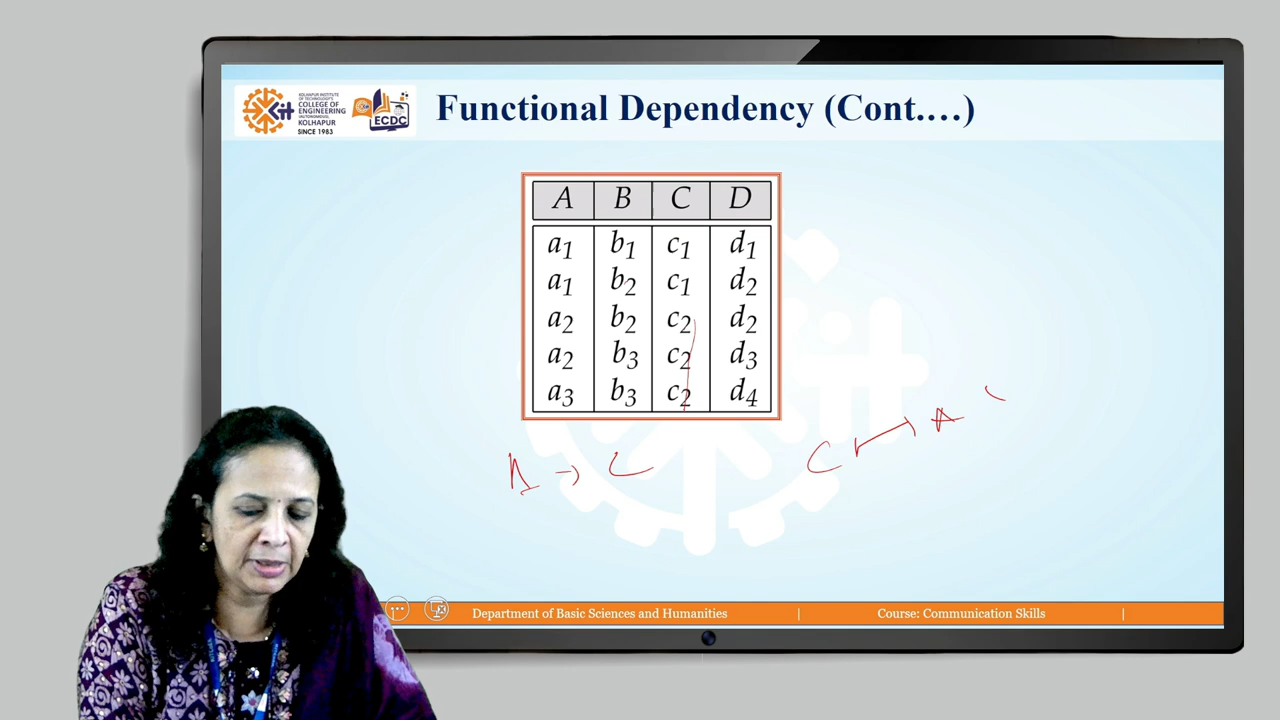 KOLHAPUR INSTITUTE
OF TECHNOLOGY'S
COLLEGE OF
ENGINEERING
(AUTONOMOUS),
KOLHAPUR
SINCE 1983
Kit
ECDC
Functional Dependency (Cont.…)
A B C D
a1 b1 c1 d1
a1 b2 c1 d2
a2 b2 c2 d2
a2 b3 c2 d3
a3 b3 c2 d4
A → C
C → A
Department of Basic Sciences and Humanities | Course: Communication Skills |